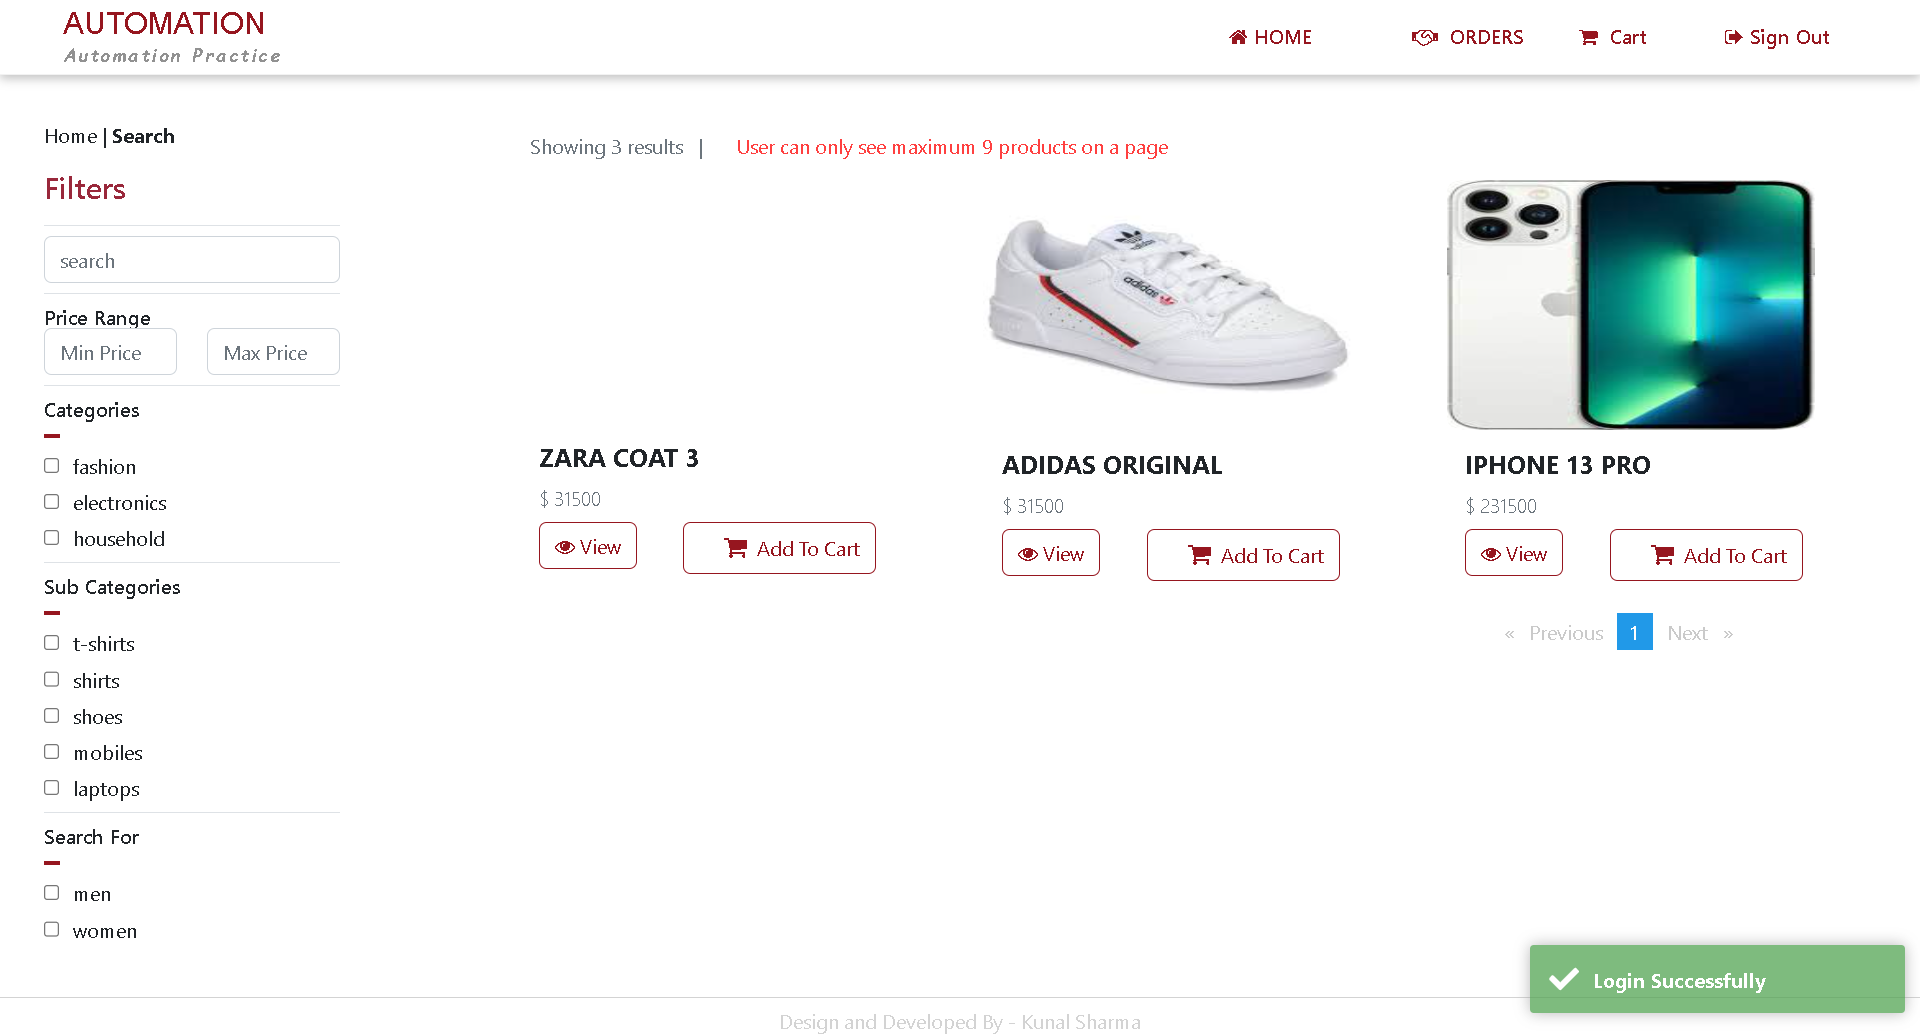 AUTOMATION
Automation Practice
HOME
ORDERS
Cart
Sign Out
Home | Search
Filters
search
Price Range
Min Price
Max Price
Categories
fashion
electronics
household
Sub Categories
t-shirts
shirts
shoes
mobiles
laptops
Search For
men
women
Showing 3 results |
User can only see maximum 9 products on a page
ZARA COAT 3
$ 31500
View
Add To Cart
adidas
adidas
ADIDAS ORIGINAL
$ 31500
View
Add To Cart
IPHONE 13 PRO
$ 231500
View
Add To Cart
« Previous 1 Next »
Login Successfully
Design and Developed By - Kunal Sharma